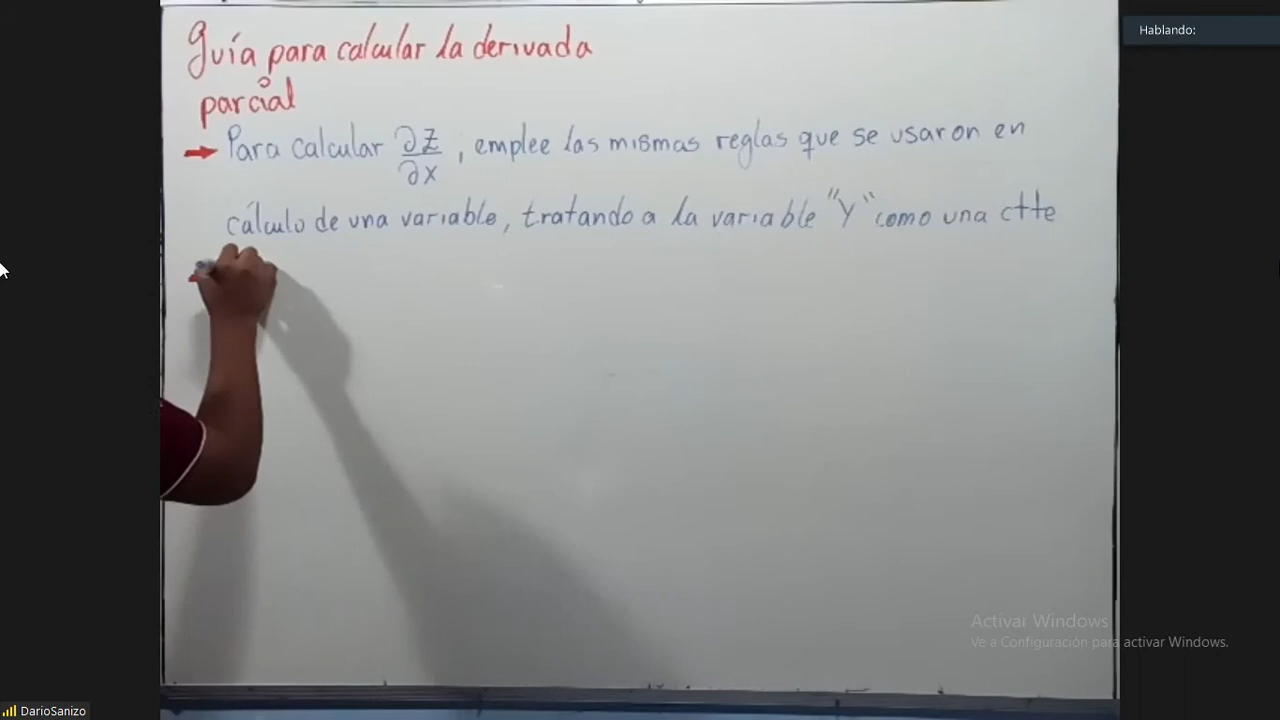 Hablando:
Guía para calcular la derivada
parcial
Para calcular ∂Z/∂x, emplee las mismas reglas que se usaron en
cálculo de una variable, tratando a la variable "Y" como una ctte
Activar Windows
Ve a Configuración para activar Windows.
DarioSanizo